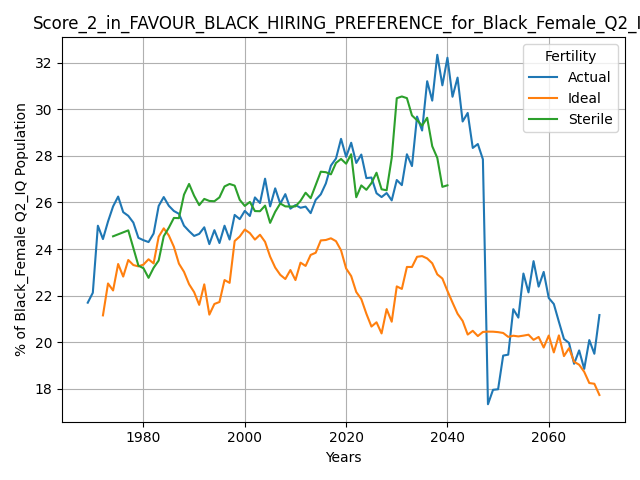 Score_2_in_FAVOUR_BLACK_HIRING_PREFERENCE_for_Black_Female_Q2_I
Fertility
Actual
Ideal
Sterile
% of Black_Female Q2_IQ Population
32
30
28
26
24
22
20
18
1980 2000 2020 2040 2060
Years